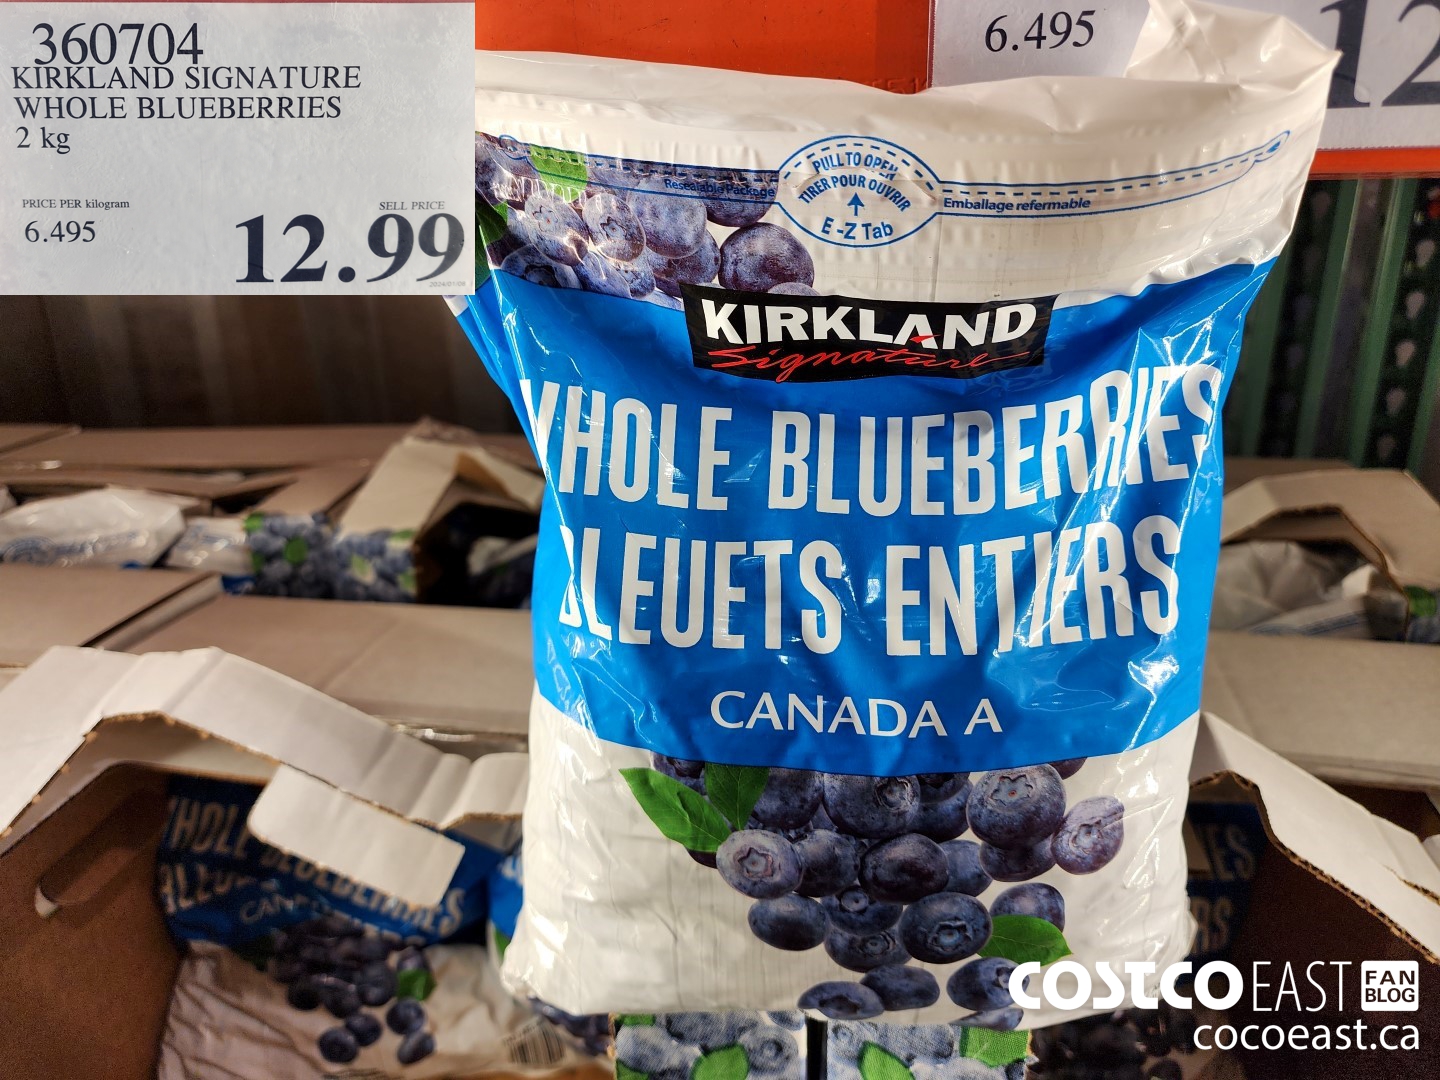 360704
KIRKLAND SIGNATURE
WHOLE BLUEBERRIES
2 kg
PRICE PER kilogram
6.495
SELL PRICE
12.99
6.495
12
PULL TO OPEN
TIRER POUR OUVRIR
E-Z Tab
Resealable Package
Emballage refermable
KIRKLAND
Signature
WHOLE BLUEBERRIES
BLEUETS ENTIERS
CANADA A
COSTCO EAST FAN BLOG
cocoeast.ca